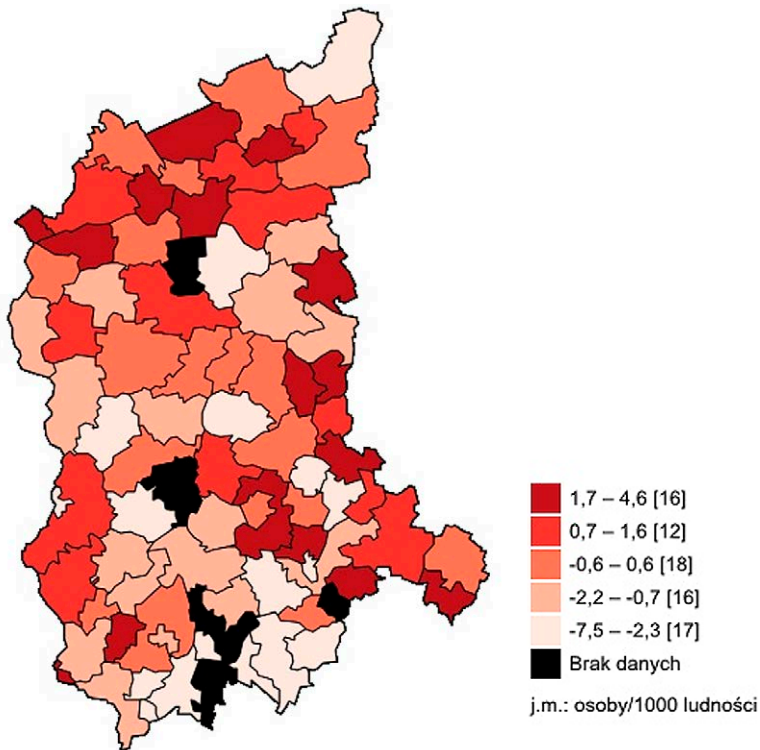 1,7 – 4,6 [16]
0,7 – 1,6 [12]
-0,6 – 0,6 [18]
-2,2 – -0,7 [16]
-7,5 – -2,3 [17]
Brak danych
j.m.: osoby/1000 ludności